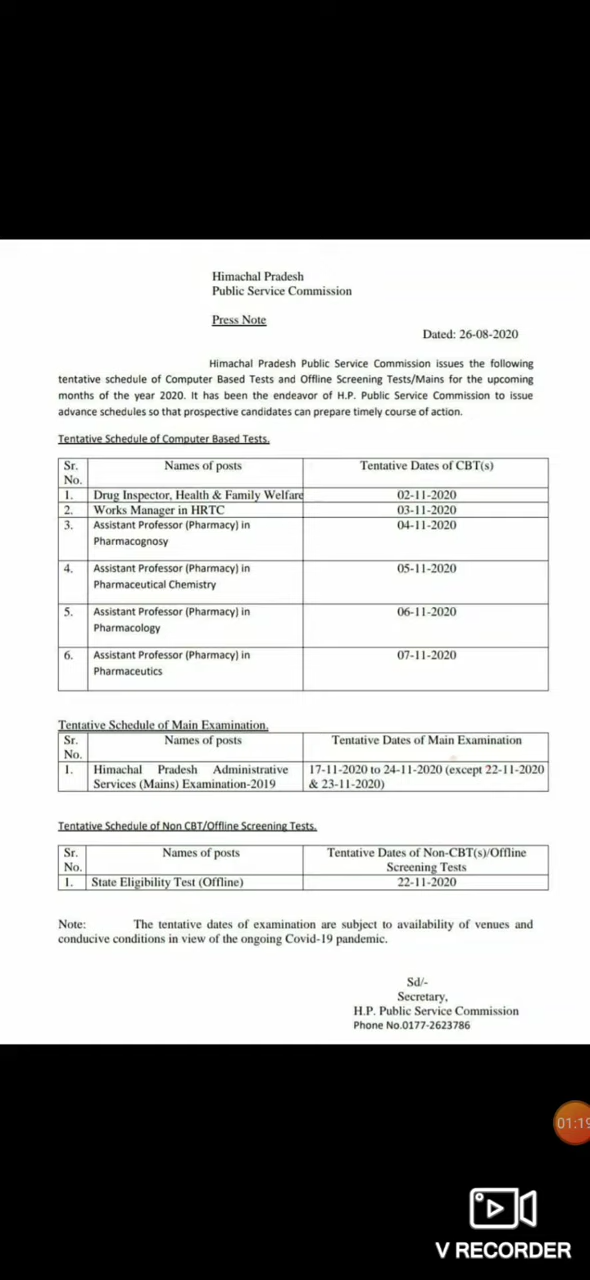 Himachal Pradesh
Public Service Commission
Press Note
Dated: 26-08-2020
Himachal Pradesh Public Service Commission issues the following
tentative schedule of Computer Based Tests and Offline Screening Tests/Mains for the upcoming
months of the year 2020. It has been the endeavor of H.P. Public Service Commission to issue
advance schedules so that prospective candidates can prepare timely course of action.
Tentative Schedule of Computer Based Tests.
Sr. No. Names of posts Tentative Dates of CBT(s)
1. Drug Inspector, Health & Family Welfare 02-11-2020
2. Works Manager in HRTC 03-11-2020
3. Assistant Professor (Pharmacy) in 04-11-2020
Pharmacognosy
4. Assistant Professor (Pharmacy) in 05-11-2020
Pharmaceutical Chemistry
5. Assistant Professor (Pharmacy) in 06-11-2020
Pharmacology
6. Assistant Professor (Pharmacy) in 07-11-2020
Pharmaceutics
Tentative Schedule of Main Examination.
Sr. No. Names of posts Tentative Dates of Main Examination
1. Himachal Pradesh Administrative 17-11-2020 to 24-11-2020 (except 22-11-2020
Services (Mains) Examination-2019 & 23-11-2020)
Tentative Schedule of Non CBT/Offline Screening Tests.
Sr. No. Names of posts Tentative Dates of Non-CBT(s)/Offline
Screening Tests
1. State Eligibility Test (Offline) 22-11-2020
Note: The tentative dates of examination are subject to availability of venues and
conducive conditions in view of the ongoing Covid-19 pandemic.
Sd/-
Secretary,
H.P. Public Service Commission
Phone No.0177-2623786
01:19
V RECORDER